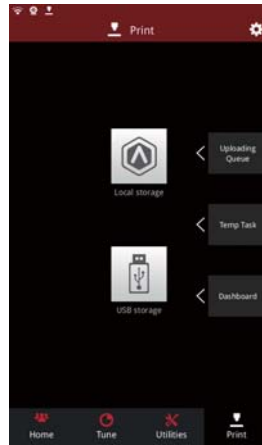 Print
Uploading
Queue
Local storage
Temp Task
Dashboard
USB storage
Home
Tune
Utilities
Print